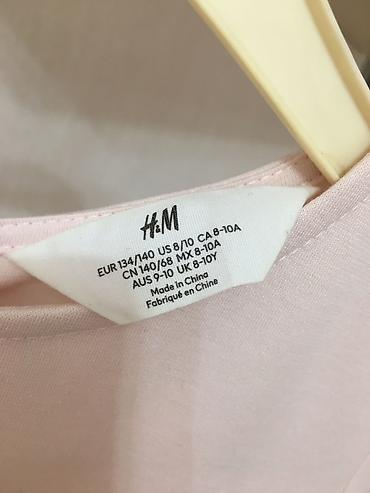 H&M
EUR 134/140 US 8/10 CA 8-10A
CN 140/68 MX 8-10A
AUS 9-10 UK 8-10Y
Made in China
Fabriqué en Chine